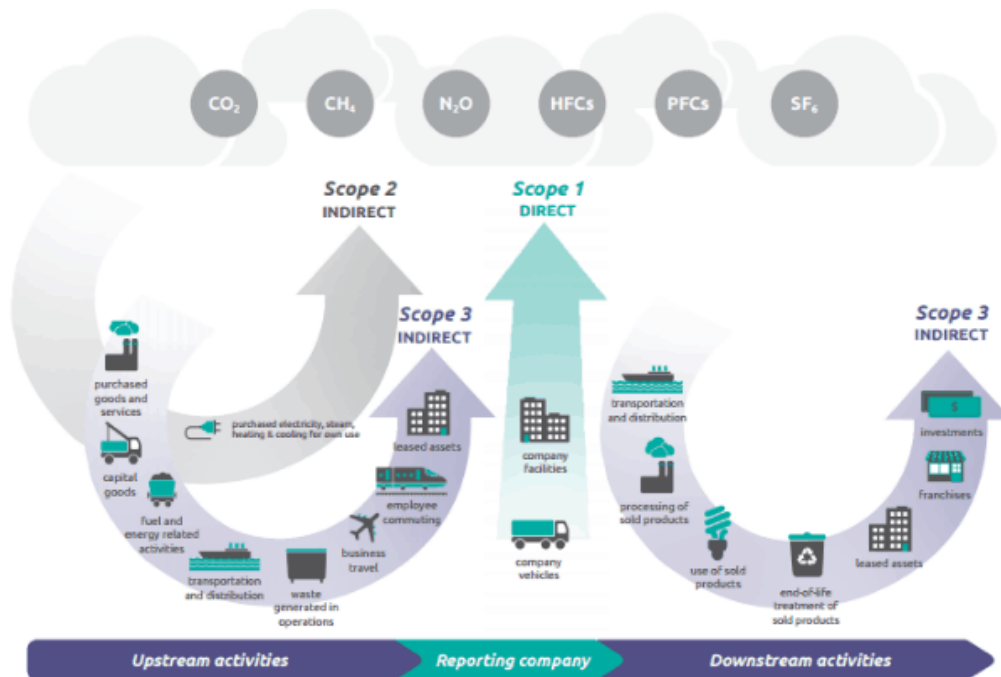 CO₂
CH₄
N₂O
HFCs
PFCs
SF₆
Scope 2
INDIRECT
Scope 1
DIRECT
Scope 3
INDIRECT
Scope 3
INDIRECT
purchased
goods and
services
capital
goods
fuel and
energy related
activities
transportation
and distribution
waste
generated in
operations
business
travel
employee
commuting
leased assets
purchased electricity, steam,
heating & cooling for own use
company
facilities
company
vehicles
transportation
and distribution
processing of
sold products
use of sold
products
end-of-life
treatment of
sold products
leased assets
franchises
$
investments
Upstream activities
Reporting company
Downstream activities